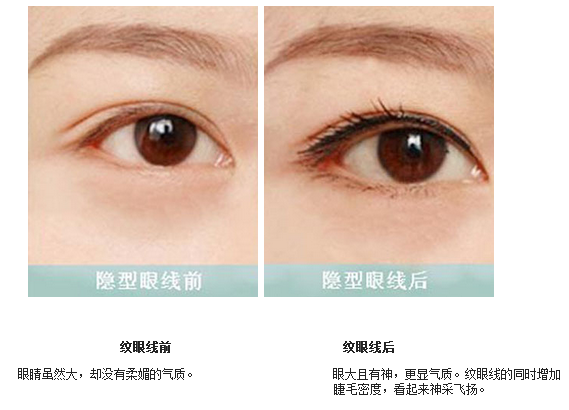 隐型眼线前
隐型眼线后
纹眼线前
眼睛虽然大，却没有柔媚的气质。
纹眼线后
眼大且有神，更显气质。纹眼线的同时增加
睫毛密度，看起来神采飞扬。